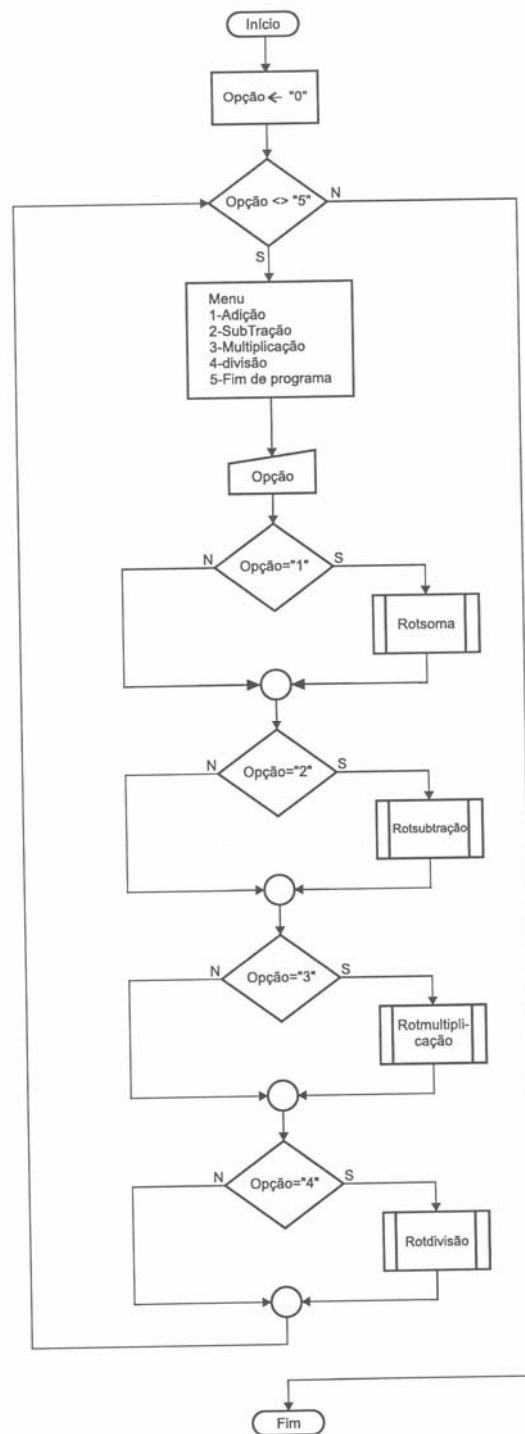 Início
Opção ← "0"
Opção <> "5"
N
S
Menu
1-Adição
2-SubTração
3-Multiplicação
4-divisão
5-Fim de programa
Opção
N
Opção="1"
S
Rotsoma
N
Opção="2"
S
Rotsubtração
N
Opção="3"
S
Rotmultipli-
cação
N
Opção="4"
S
Rotdivisão
Fim